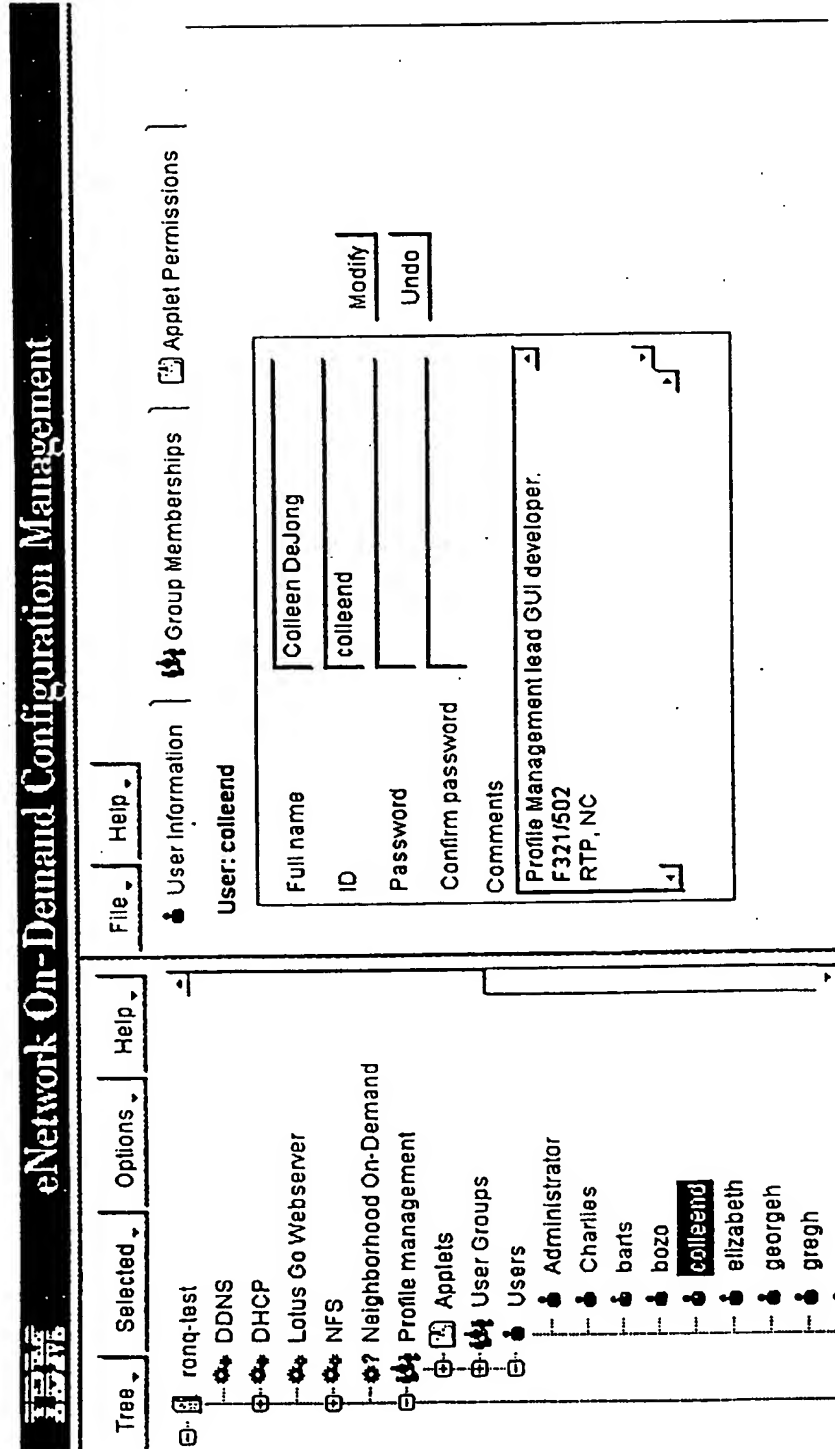 IBM eNetwork On-Demand Configuration Management
Tree Selected Options Help
ronq-test
DDNS
DHCP
Lotus Go Webserver
NFS
? Neighborhood On-Demand
Profile management
Applets
User Groups
Users
Administrator
Charlies
barts
bozo
colleend
elizabeth
georgeh
gregh
File Help
User Information Group Memberships Applet Permissions
User: colleend
Full name Colleen DeJong
ID colleend
Password
Confirm password
Comments
Profile Management lead GUI developer.
F321/502
RTP, NC
Modify
Undo